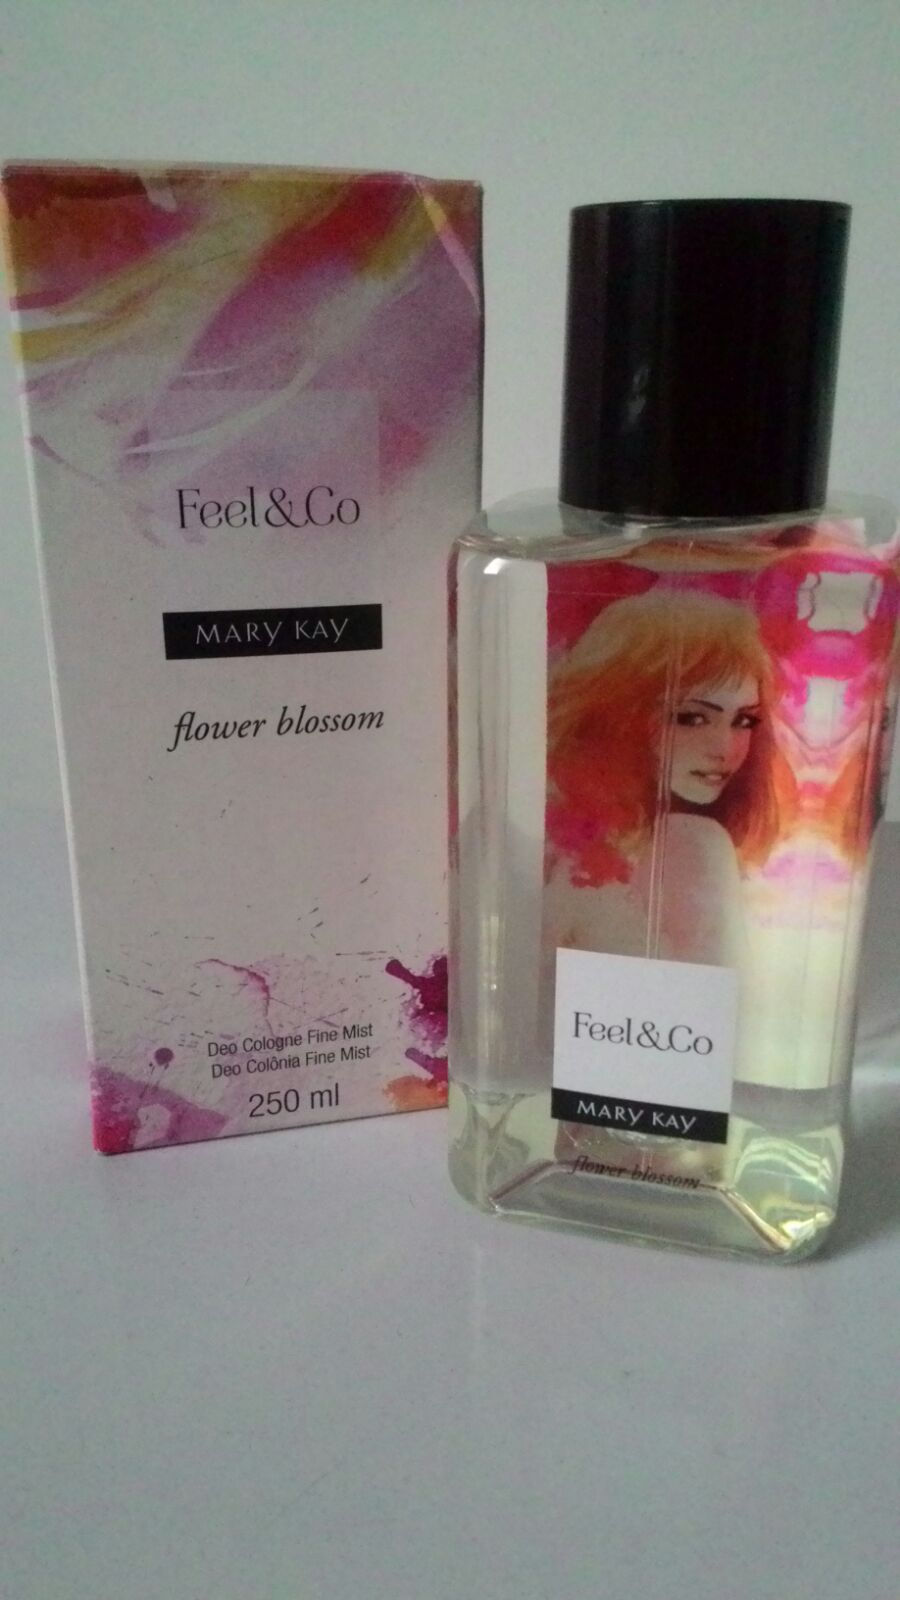 Feel&Co
MARY KAY
flower blossom
Deo Cologne Fine Mist
Deo Colônia Fine Mist
250 ml
Feel&Co
MARY KAY
flower blossom